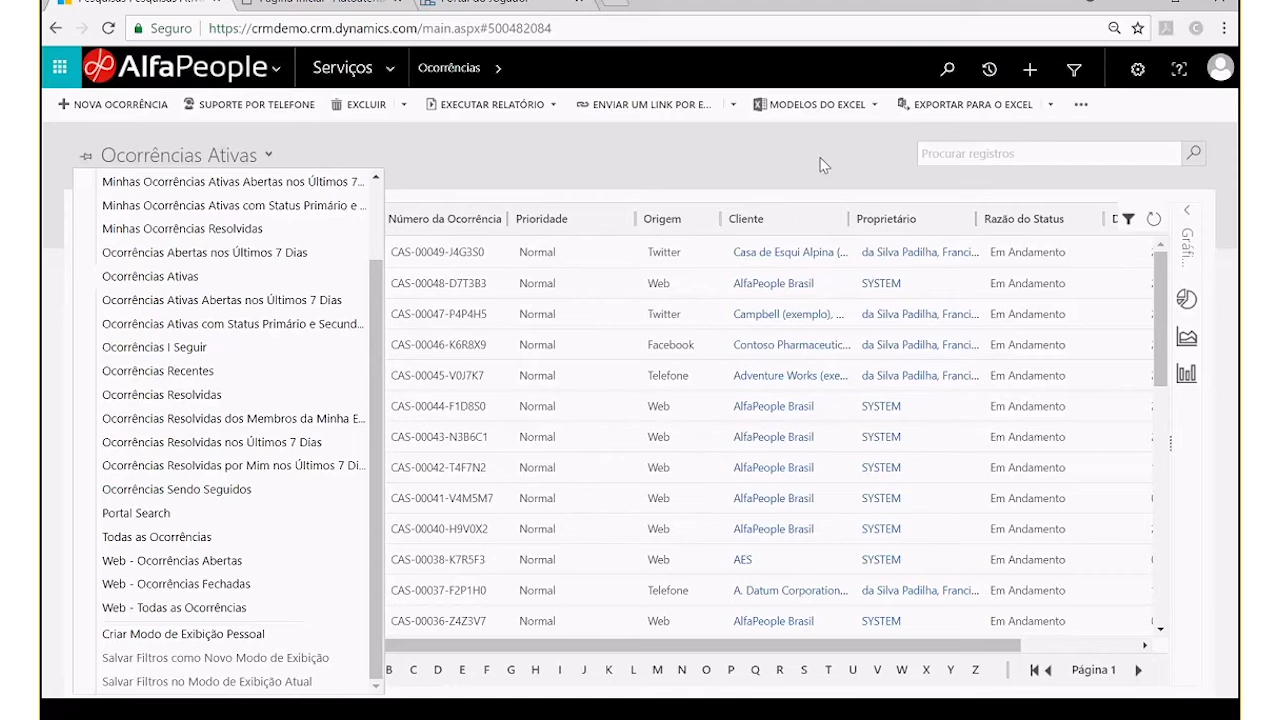 Seguro https://crmdemo.crm.dynamics.com/main.aspx#500482084
AlfaPeople Serviços Ocorrências
NOVA OCORRÊNCIA SUPORTE POR TELEFONE EXCLUIR EXECUTAR RELATÓRIO ENVIAR UM LINK POR E... MODELOS DO EXCEL EXPORTAR PARA O EXCEL
Ocorrências Ativas
Procurar registros
Minhas Ocorrências Ativas Abertas nos Últimos 7...
Minhas Ocorrências Ativas com Status Primário e ...
Minhas Ocorrências Resolvidas
Ocorrências Abertas nos Últimos 7 Dias
Ocorrências Ativas
Ocorrências Ativas Abertas nos Últimos 7 Dias
Ocorrências Ativas com Status Primário e Secund...
Ocorrências I Seguir
Ocorrências Recentes
Ocorrências Resolvidas
Ocorrências Resolvidas dos Membros da Minha E...
Ocorrências Resolvidas nos Últimos 7 Dias
Ocorrências Resolvidas por Mim nos Últimos 7 Di...
Ocorrências Sendo Seguidos
Portal Search
Todas as Ocorrências
Web - Ocorrências Abertas
Web - Ocorrências Fechadas
Web - Todas as Ocorrências
Criar Modo de Exibição Pessoal
Salvar Filtros como Novo Modo de Exibição
Salvar Filtros no Modo de Exibição Atual
Número da Ocorrência Prioridade Origem Cliente Proprietário Razão do Status D
CAS-00049-J4G3S0 Normal Twitter Casa de Esqui Alpina (... da Silva Padilha, Franci... Em Andamento
CAS-00048-D7T3B3 Normal Web AlfaPeople Brasil SYSTEM Em Andamento
CAS-00047-P4P4H5 Normal Twitter Campbell (exemplo), ... da Silva Padilha, Franci... Em Andamento
CAS-00046-K6R8X9 Normal Facebook Contoso Pharmaceutic... da Silva Padilha, Franci... Em Andamento
CAS-00045-V0J7K7 Normal Telefone Adventure Works (exe... da Silva Padilha, Franci... Em Andamento
CAS-00044-F1D8S0 Normal Web AlfaPeople Brasil SYSTEM Em Andamento
CAS-00043-N3B6C1 Normal Web AlfaPeople Brasil SYSTEM Em Andamento
CAS-00042-T4F7N2 Normal Web AlfaPeople Brasil SYSTEM Em Andamento
CAS-00041-V4M5M7 Normal Web AlfaPeople Brasil SYSTEM Em Andamento
CAS-00040-H9V0X2 Normal Web AlfaPeople Brasil SYSTEM Em Andamento
CAS-00038-K7R5F3 Normal Web AES SYSTEM Em Andamento
CAS-00037-F2P1H0 Normal Telefone A. Datum Corporation... da Silva Padilha, Franci... Em Andamento
CAS-00036-Z4Z3V7 Normal Web AlfaPeople Brasil SYSTEM Em Andamento
B C D E F G H I J K L M N O P Q R S T U V W X Y Z Página 1
Gráfi...